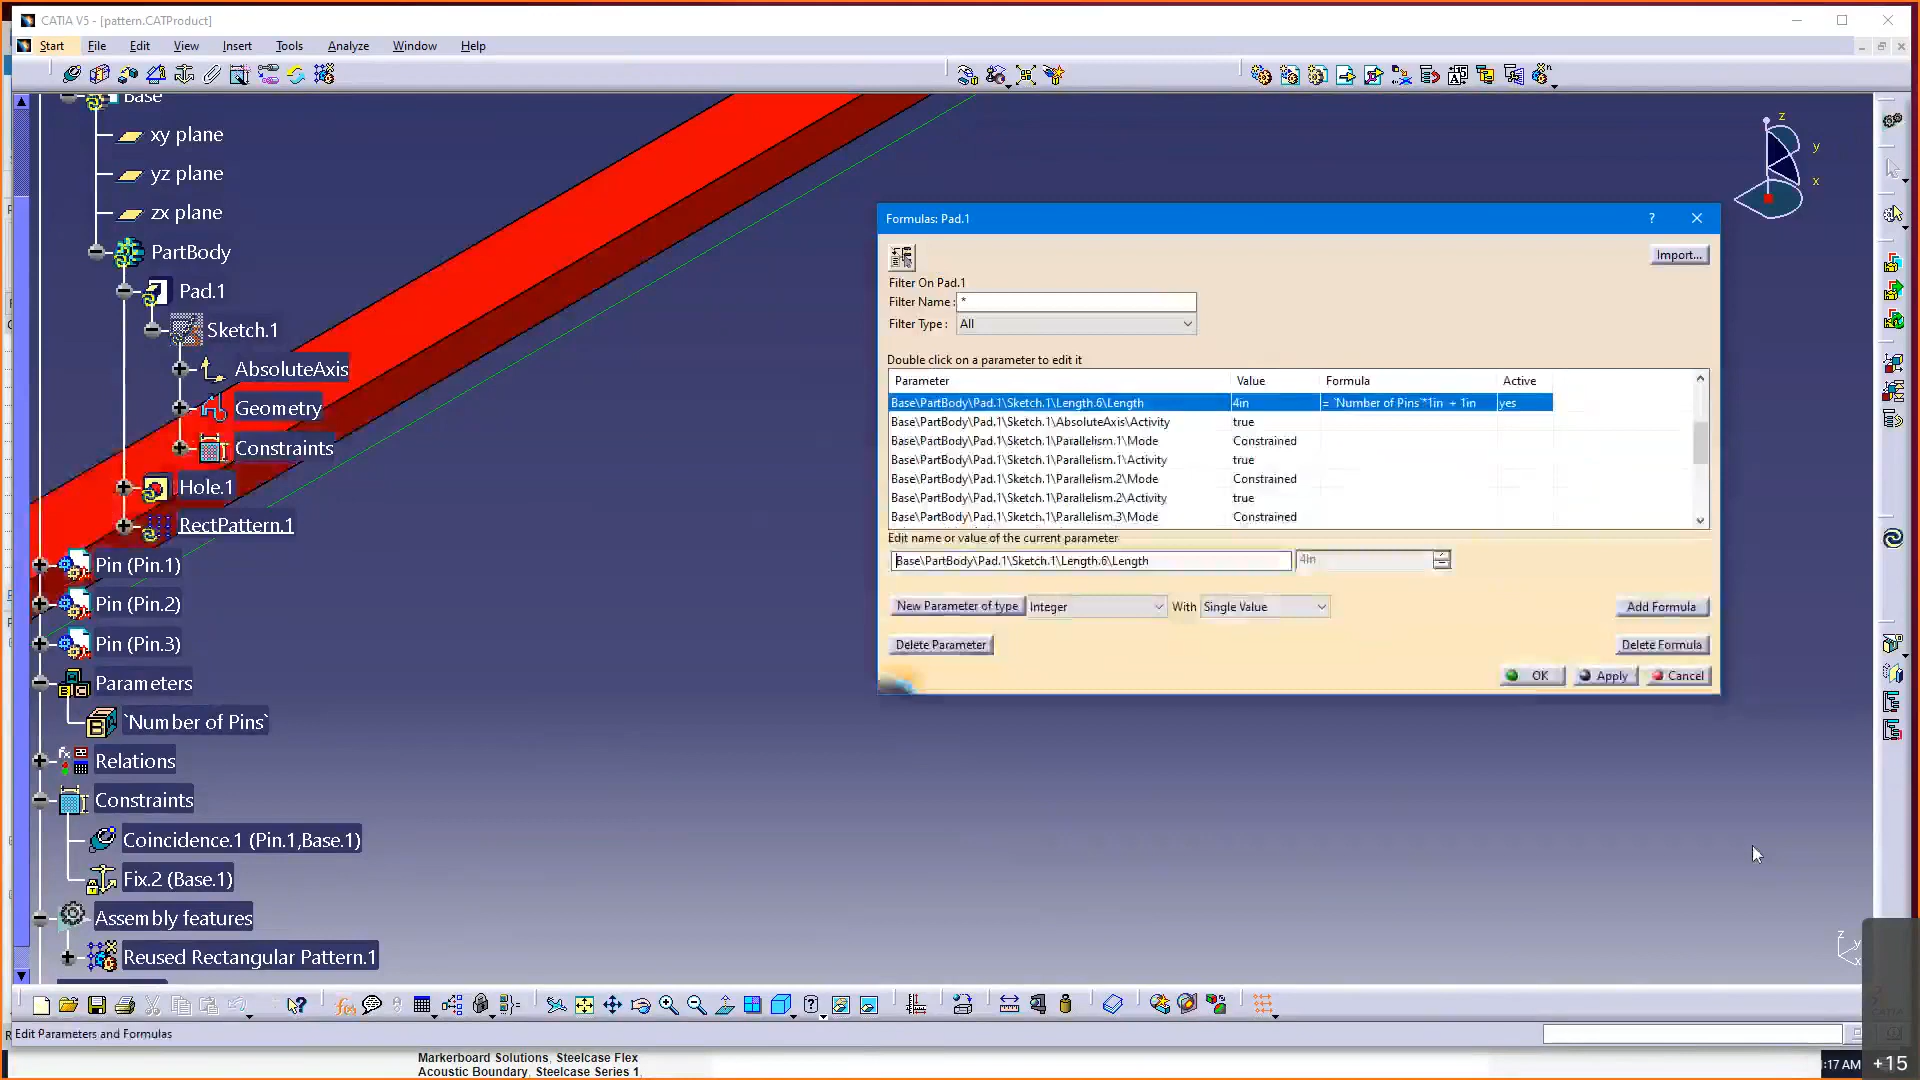 CATIA V5 - [pattern.CATProduct]
Start File Edit View Insert Tools Analyze Window Help
Base
xy plane
yz plane
zx plane
PartBody
Pad.1
Sketch.1
AbsoluteAxis
Geometry
Constraints
Hole.1
RectPattern.1
Pin (Pin.1)
Pin (Pin.2)
Pin (Pin.3)
Parameters
`Number of Pins`
Relations
Constraints
Coincidence.1 (Pin.1,Base.1)
Fix.2 (Base.1)
Assembly features
Reused Rectangular Pattern.1
z
y
x
Formulas: Pad.1
?
Import...
Filter On Pad.1
Filter Name : *
Filter Type : All
Double click on a parameter to edit it
Parameter Value Formula Active
Base\PartBody\Pad.1\Sketch.1\Length.6\Length 4in = `Number of Pins`*1in + 1in yes
Base\PartBody\Pad.1\Sketch.1\AbsoluteAxis\Activity true
Base\PartBody\Pad.1\Sketch.1\Parallelism.1\Mode Constrained
Base\PartBody\Pad.1\Sketch.1\Parallelism.1\Activity true
Base\PartBody\Pad.1\Sketch.1\Parallelism.2\Mode Constrained
Base\PartBody\Pad.1\Sketch.1\Parallelism.2\Activity true
Base\PartBody\Pad.1\Sketch.1\Parallelism.3\Mode Constrained
Edit name or value of the current parameter
Base\PartBody\Pad.1\Sketch.1\Length.6\Length 4in
New Parameter of type Integer With Single Value Add Formula
Delete Parameter Delete Formula
OK Apply Cancel
z
y
x
Edit Parameters and Formulas
Markerboard Solutions, Steelcase Flex
Acoustic Boundary, Steelcase Series 1,
:17 AM
+15